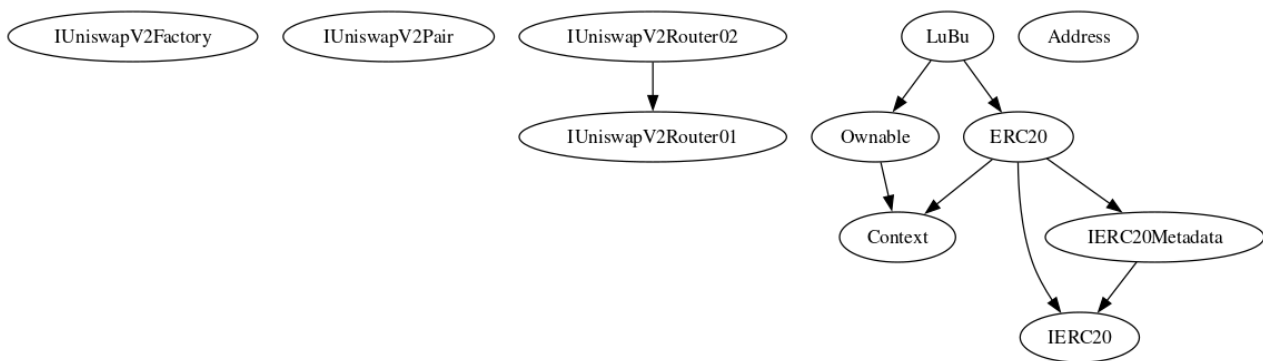 IUniswapV2Factory
IUniswapV2Pair
IUniswapV2Router02
LuBu
Address
IUniswapV2Router01
Ownable
ERC20
Context
IERC20Metadata
IERC20